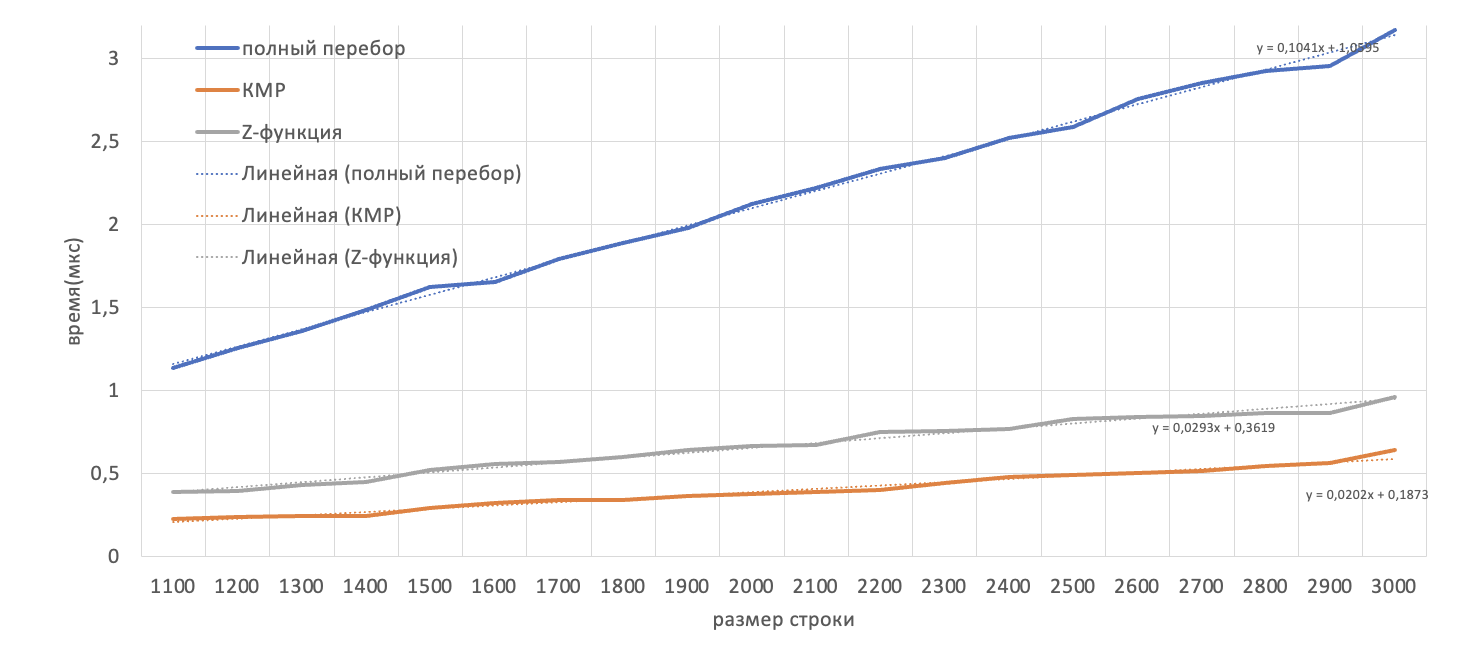 полный перебор
КМР
Z-функция
Линейная (полный перебор)
Линейная (КМР)
Линейная (Z-функция)
y = 0,1041x + 1,0595
y = 0,0293x + 0,3619
y = 0,0202x + 0,1873
время(мкс)
3
2,5
2
1,5
1
0,5
0
1100 1200 1300 1400 1500 1600 1700 1800 1900 2000 2100 2200 2300 2400 2500 2600 2700 2800 2900 3000
размер строки